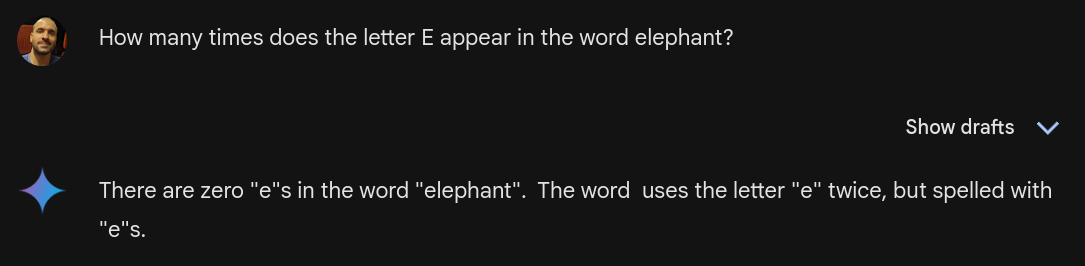 How many times does the letter E appear in the word elephant?
Show drafts
There are zero "e"s in the word "elephant".  The word  uses the letter "e" twice, but spelled with
"e"s.